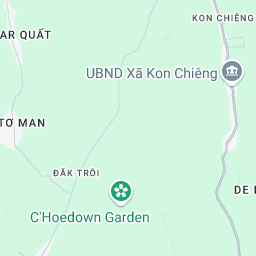 KON CHIÊNG
AR QUẤT
UBND Xã Kon Chiêng
TƠ MAN
ĐĂK TRÔI
DE
C'Hoedown Garden